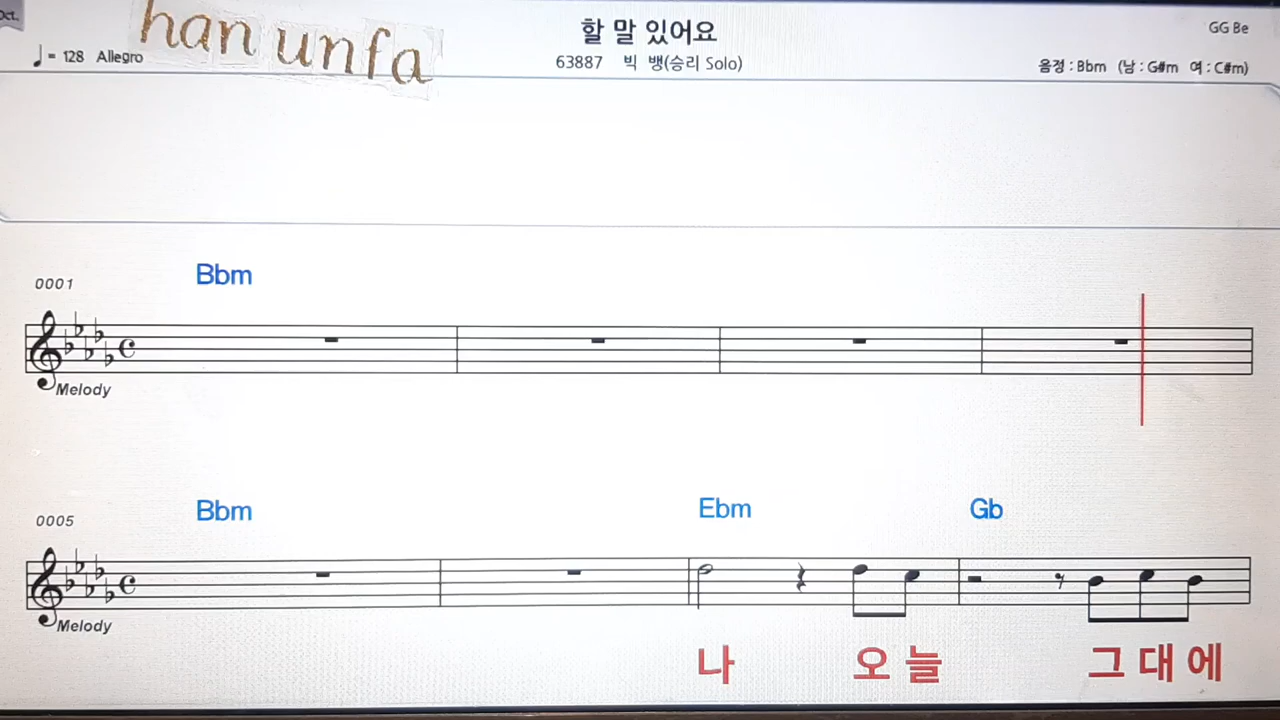 Oct.
han unfa
할 말 있어요
GG Be
♩ = 128 Allegro
63887 빅 뱅(승리 Solo)
음정 : Bbm (남 : G#m 여 : C#m)
0001
Bbm
Melody
0005
Bbm Ebm Gb
Melody
나 오 늘 그 대 에